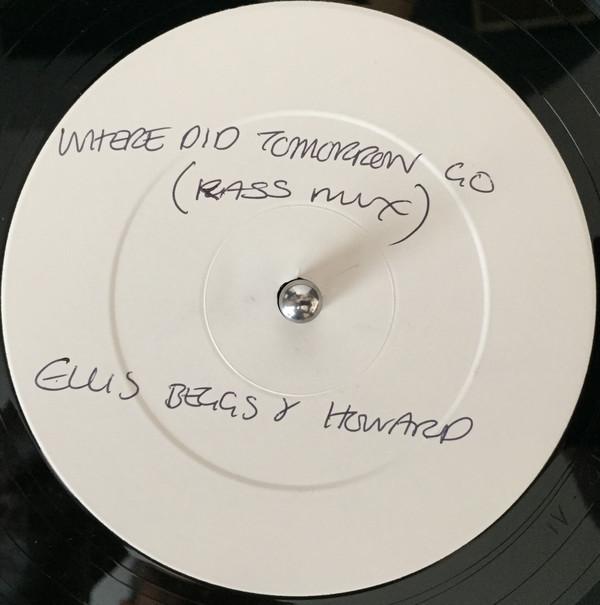 WHERE DID TOMORROW GO
(RASS MIX)
ELLIS BEGGS & HOWARD